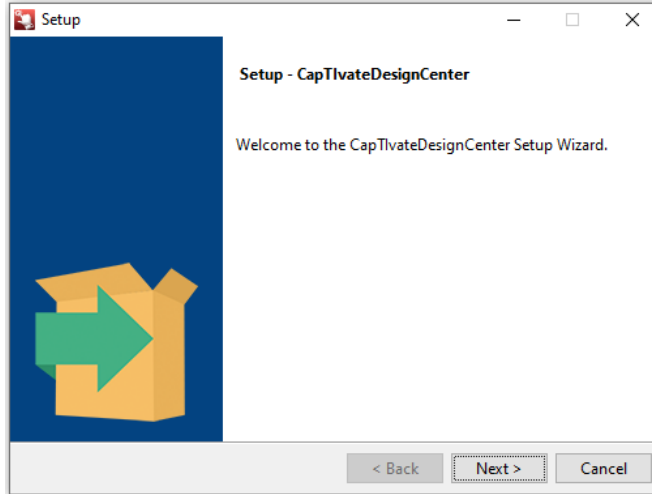 Setup
Setup - CapTIvateDesignCenter
Welcome to the CapTIvateDesignCenter Setup Wizard.
< Back
Next >
Cancel